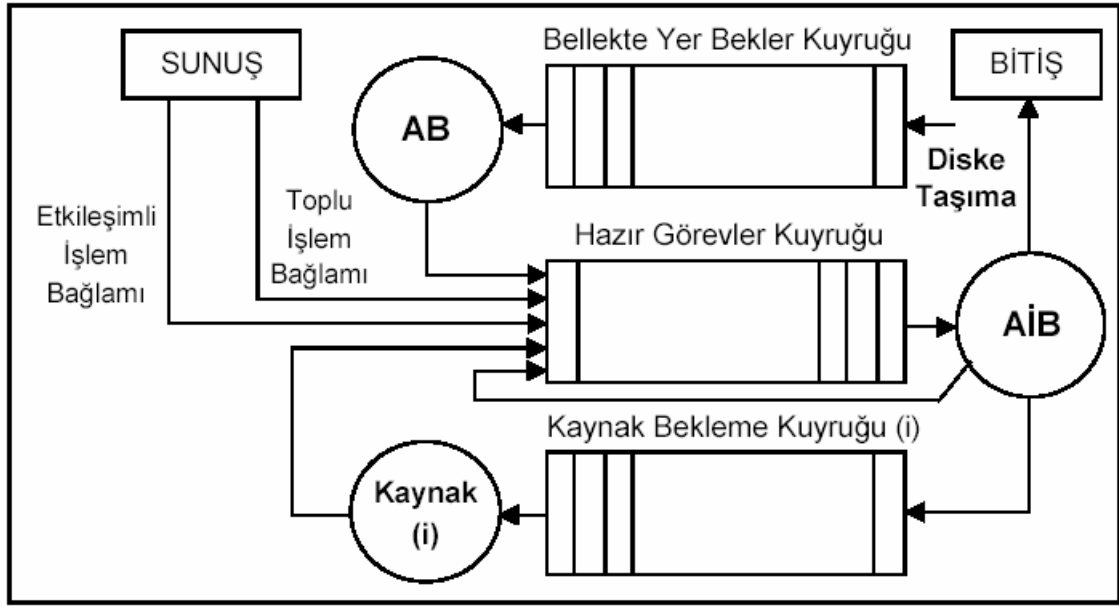 SUNUŞ
Bellekte Yer Bekler Kuyruğu
BİTİŞ
AB
Diske
Taşıma
Etkileşimli
İşlem
Bağlamı
Toplu
İşlem
Bağlamı
Hazır Görevler Kuyruğu
AİB
Kaynak Bekleme Kuyruğu (i)
Kaynak
(i)